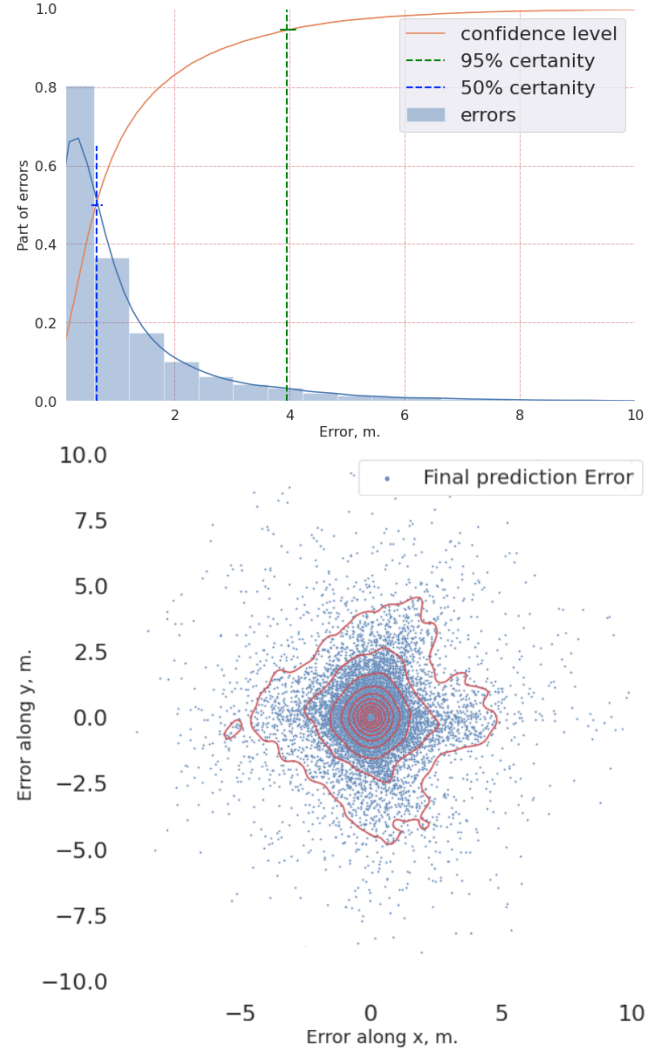 1.0
0.8
0.6
0.4
0.2
0.0
Part of errors
confidence level
95% certanity
50% certanity
errors
2
4
6
8
10
Error, m.
10.0
7.5
5.0
2.5
0.0
−2.5
−5.0
−7.5
−10.0
Error along y, m.
Final prediction Error
−5
0
5
10
Error along x, m.